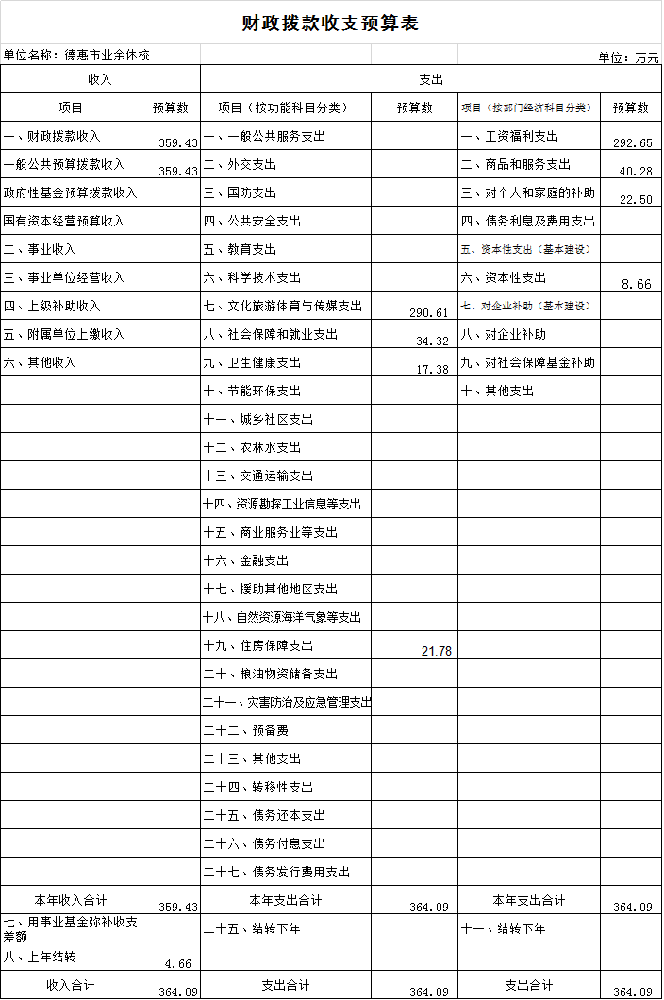 财政拨款收支预算表
单位名称：德惠市业余体校 单位：万元
收入 支出
项目 预算数 项目（按功能科目分类） 预算数 项目（按部门经济科目分类） 预算数
一、财政拨款收入 359.43 一、一般公共服务支出 一、工资福利支出 292.65
一般公共预算拨款收入 359.43 二、外交支出 二、商品和服务支出 40.28
政府性基金预算拨款收入 三、国防支出 三、对个人和家庭的补助 22.50
国有资本经营预算收入 四、公共安全支出 四、债务利息及费用支出
二、事业收入 五、教育支出 五、资本性支出（基本建设）
三、事业单位经营收入 六、科学技术支出 六、资本性支出 8.66
四、上级补助收入 七、文化旅游体育与传媒支出 290.61 七、对企业补助（基本建设）
五、附属单位上缴收入 八、社会保障和就业支出 34.32 八、对企业补助
六、其他收入 九、卫生健康支出 17.38 九、对社会保障基金补助
十、节能环保支出 十、其他支出
十一、城乡社区支出
十二、农林水支出
十三、交通运输支出
十四、资源勘探工业信息等支出
十五、商业服务业等支出
十六、金融支出
十七、援助其他地区支出
十八、自然资源海洋气象等支出
十九、住房保障支出 21.78
二十、粮油物资储备支出
二十一、灾害防治及应急管理支出
二十二、预备费
二十三、其他支出
二十四、转移性支出
二十五、债务还本支出
二十六、债务付息支出
二十七、债务发行费用支出
本年收入合计 359.43 本年支出合计 364.09 本年支出合计 364.09
七、用事业基金弥补收支 二十五、结转下年 十一、结转下年
差额
八、上年结转 4.66
收入合计 364.09 支出合计 364.09 支出合计 364.09